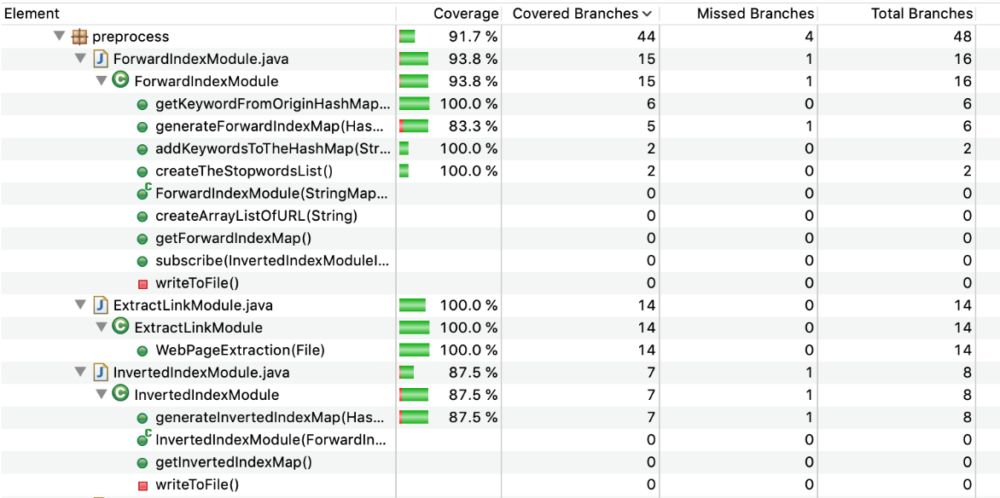 Element Coverage Covered Branches Missed Branches Total Branches
preprocess 91.7 % 44 4 48
J ForwardIndexModule.java 93.8 % 15 1 16
C ForwardIndexModule 93.8 % 15 1 16
getKeywordFromOriginHashMap... 100.0 % 6 0 6
generateForwardIndexMap(Has... 83.3 % 5 1 6
addKeywordsToTheHashMap(Str... 100.0 % 2 0 2
createTheStopwordsList() 100.0 % 2 0 2
C ForwardIndexModule(StringMap... 0 0 0
createArrayListOfURL(String) 0 0 0
getForwardIndexMap() 0 0 0
subscribe(InvertedIndexModuleI... 0 0 0
writeToFile() 0 0 0
J ExtractLinkModule.java 100.0 % 14 0 14
C ExtractLinkModule 100.0 % 14 0 14
WebPageExtraction(File) 100.0 % 14 0 14
J InvertedIndexModule.java 87.5 % 7 1 8
C InvertedIndexModule 87.5 % 7 1 8
generateInvertedIndexMap(Has... 87.5 % 7 1 8
C InvertedIndexModule(ForwardIn... 0 0 0
getInvertedIndexMap() 0 0 0
writeToFile() 0 0 0